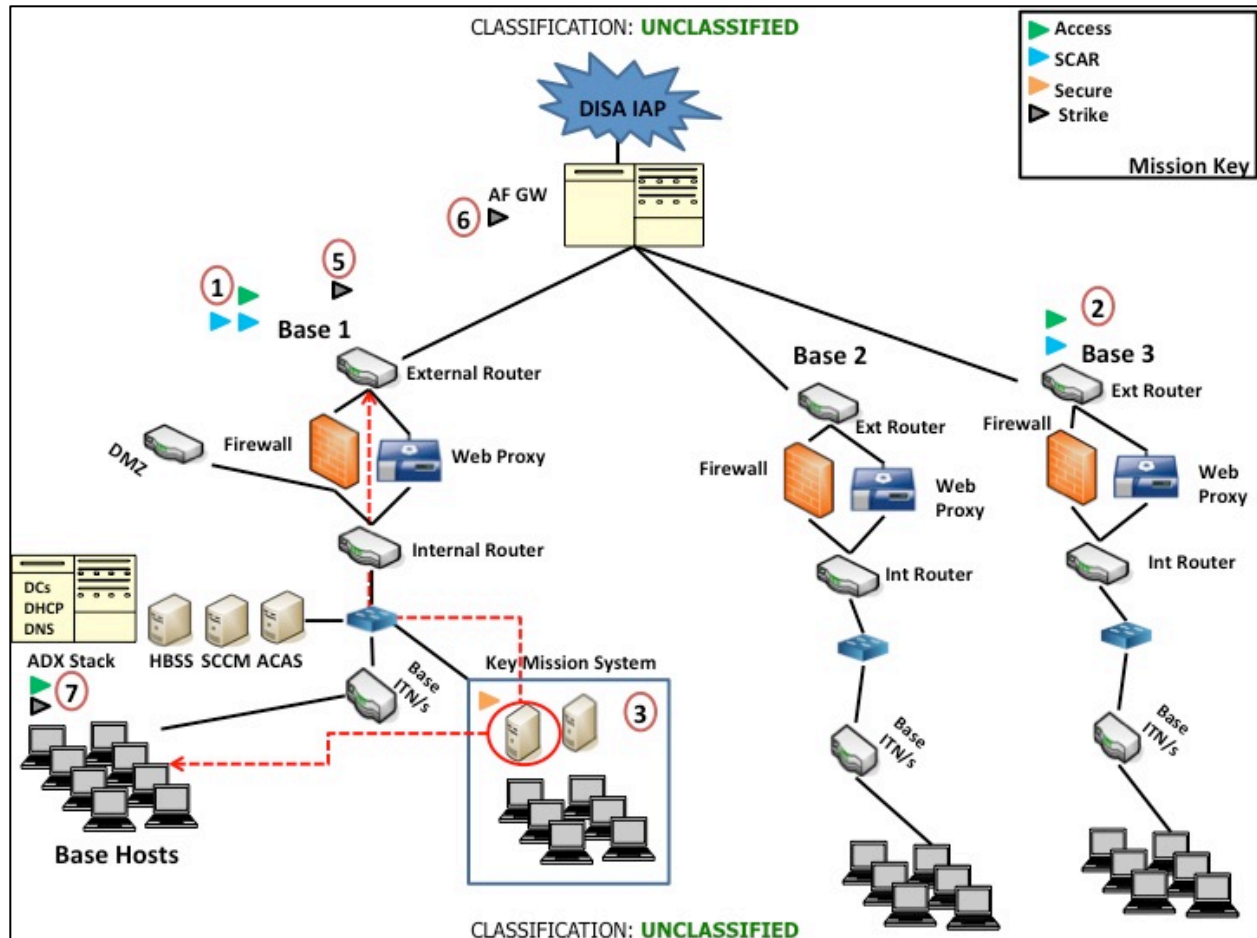 CLASSIFICATION: UNCLASSIFIED
Access
SCAR
Secure
Strike
Mission Key
DISA IAP
AF GW
6
5
1
Base 1
External Router
Firewall
Web Proxy
DMZ
Internal Router
DCs
DHCP
DNS
ADX Stack
HBSS
SCCM
ACAS
Base
ITN/s
7
Base Hosts
Key Mission System
3
Base 2
Ext Router
Firewall
Web
Proxy
Int Router
Base
ITN/s
2
Base 3
Ext Router
Firewall
Web
Proxy
Int Router
Base
ITN/s
CLASSIFICATION: UNCLASSIFIED